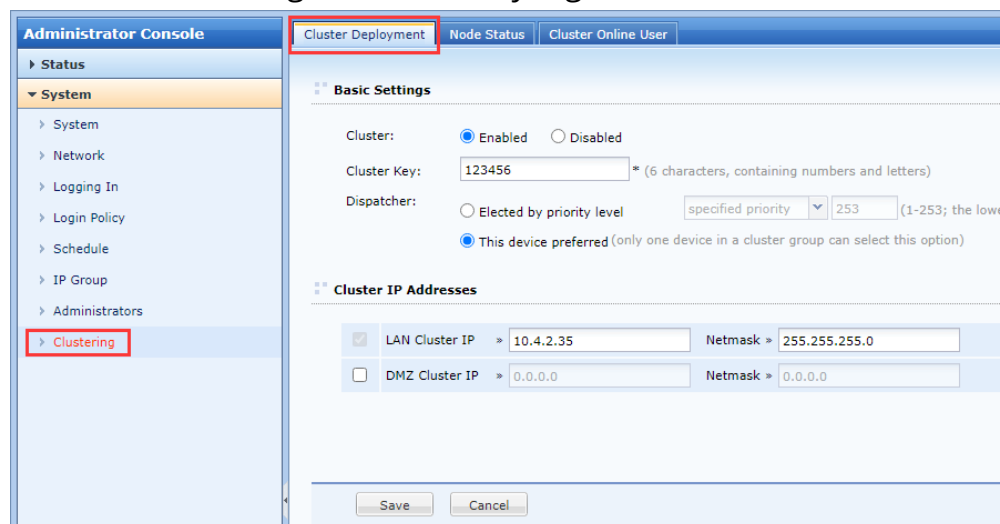 Administrator Console
Cluster Deployment Node Status Cluster Online User
Status
System
System
Network
Logging In
Login Policy
Schedule
IP Group
Administrators
Clustering
Basic Settings
Cluster: Enabled Disabled
Cluster Key: 123456 * (6 characters, containing numbers and letters)
Dispatcher: Elected by priority level specified priority 253 (1-253; the lowe
This device preferred (only one device in a cluster group can select this option)
Cluster IP Addresses
LAN Cluster IP » 10.4.2.35 Netmask » 255.255.255.0
DMZ Cluster IP » 0.0.0.0 Netmask » 0.0.0.0
Save Cancel